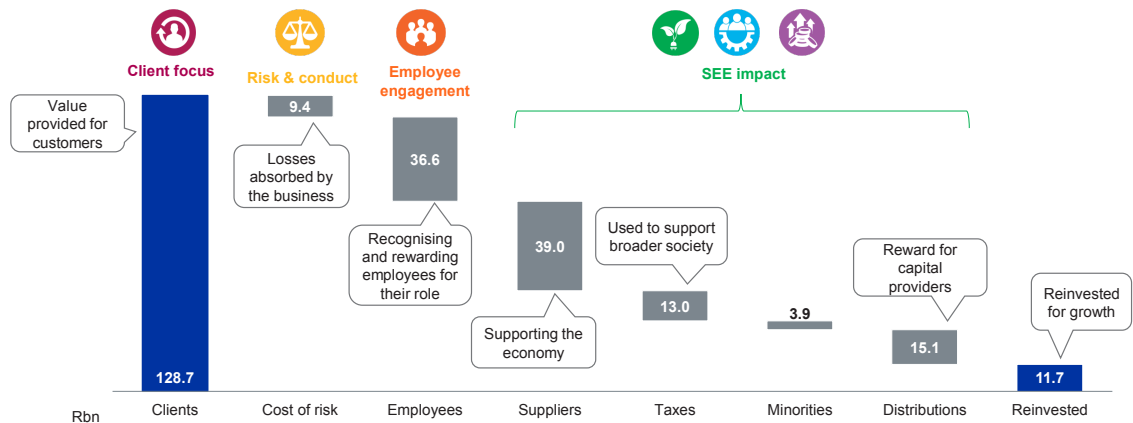 Client focus
Risk & conduct
Employee
engagement
SEE impact
Value
provided for
customers
128.7
9.4
Losses
absorbed by
the business
36.6
Recognising
and rewarding
employees for
their role
39.0
Supporting the
economy
Used to support
broader society
13.0
3.9
Reward for
capital
providers
15.1
Reinvested
for growth
11.7
Rbn
Clients
Cost of risk
Employees
Suppliers
Taxes
Minorities
Distributions
Reinvested